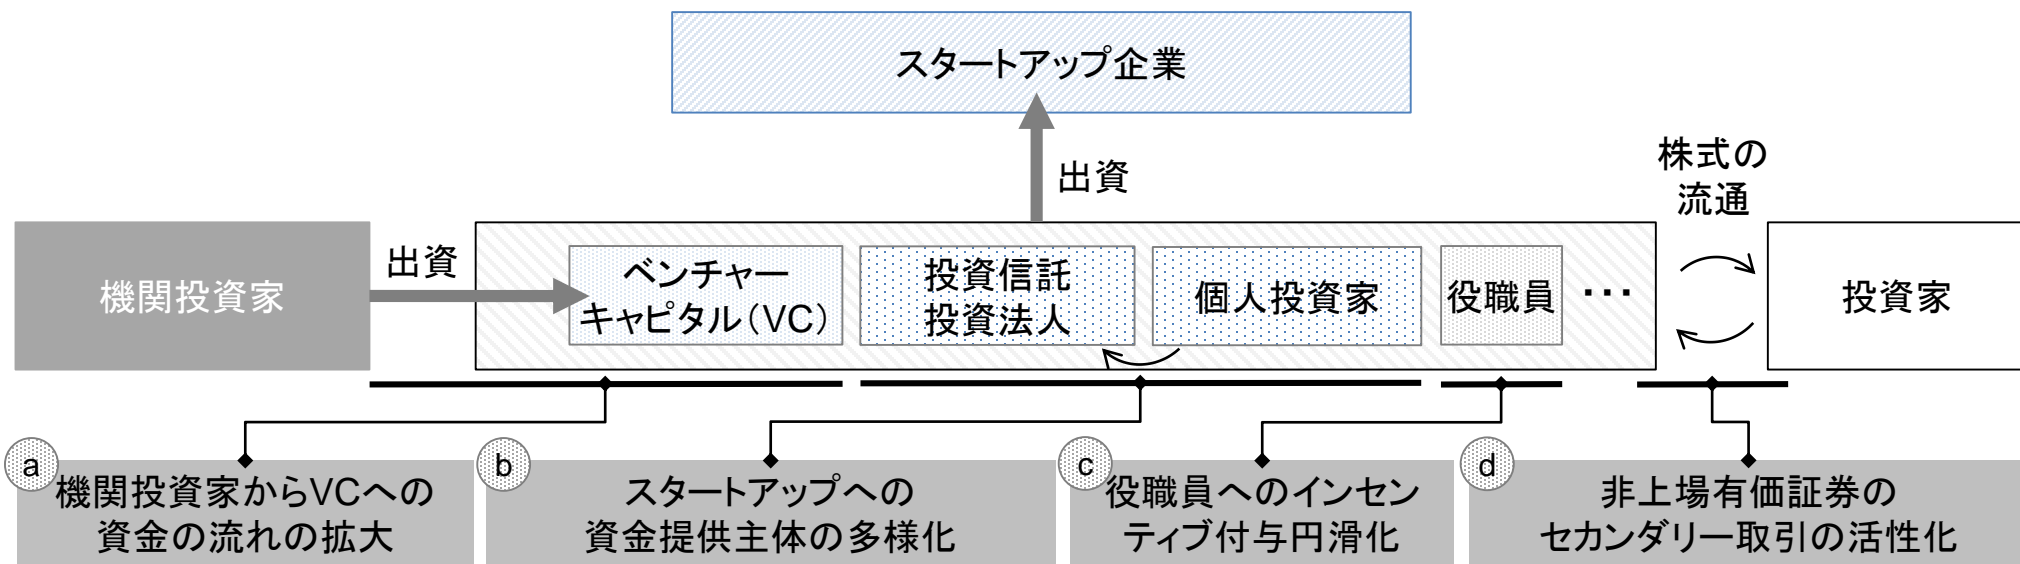 スタートアップ企業
出資
株式の
流通
機関投資家
出資
ベンチャー
キャピタル（VC）
投資信託
投資法人
個人投資家
役職員
･･･
投資家
a
機関投資家からVCへの
資金の流れの拡大
b
スタートアップへの
資金提供主体の多様化
c
役職員へのインセン
ティブ付与円滑化
d
非上場有価証券の
セカンダリー取引の活性化